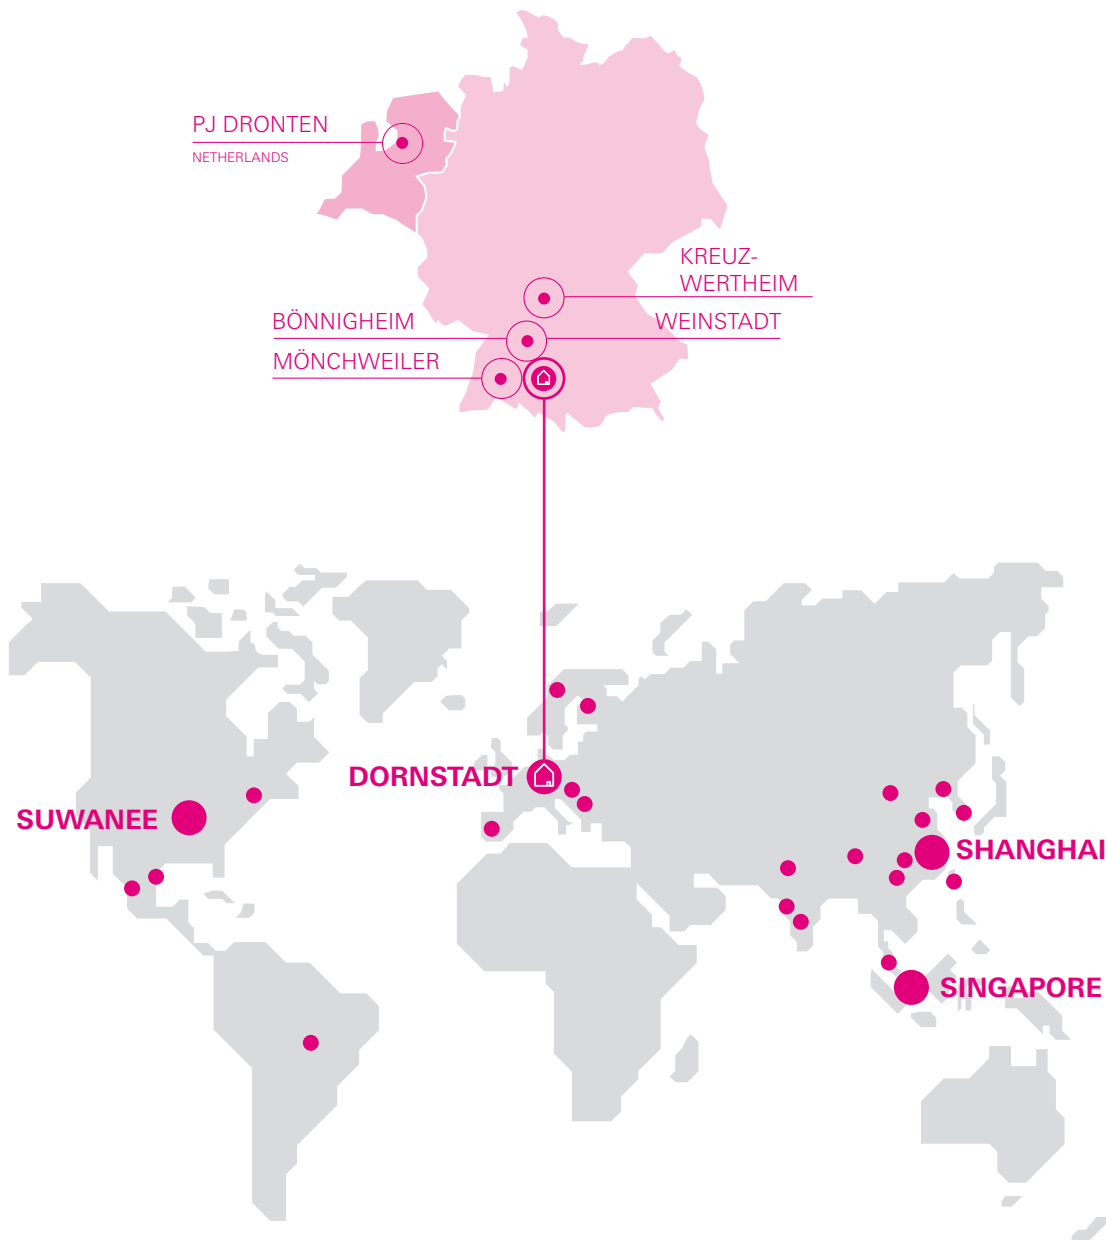 PJ DRONTEN
NETHERLANDS
KREUZ-
WERTHEIM
BÖNNIGHEIM
WEINSTADT
MÖNCHWEILER
DORNSTADT
SUWANEE
SHANGHAI
SINGAPORE